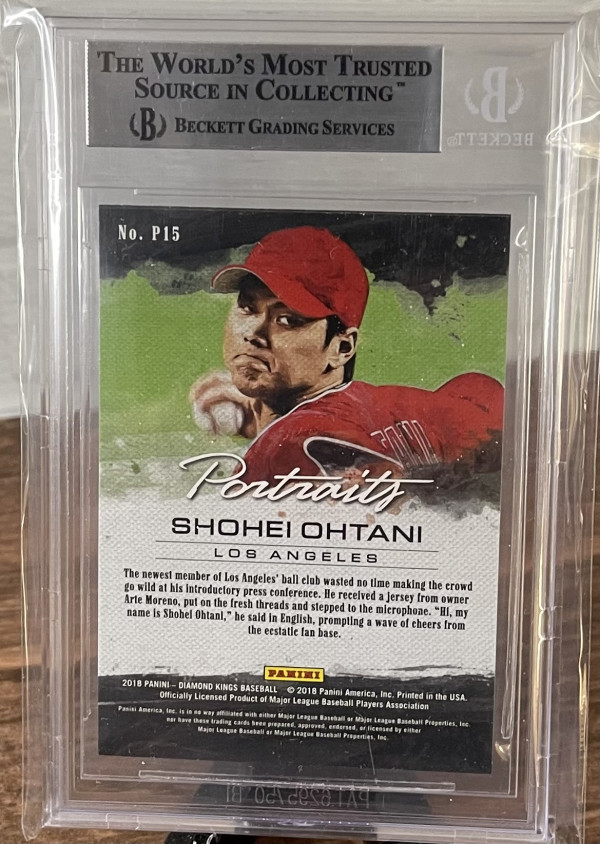 THE WORLD'S MOST TRUSTED
SOURCE IN COLLECTING™
B BECKETT GRADING SERVICES
B
BECKETT®
No. P15
Portraits
SHOHEI OHTANI
LOS ANGELES
The newest member of Los Angeles' ball club wasted no time making the crowd
go wild at his introductory press conference. He received a jersey from owner
Arte Moreno, put on the fresh threads and stepped to the microphone. "Hi, my
name is Shohei Ohtani," he said in English, prompting a wave of cheers from
the ecstatic fan base.
PANINI
2018 PANINI – DIAMOND KINGS BASEBALL © 2018 Panini America, Inc. Printed in the USA.
Officially Licensed Product of Major League Baseball Players Association
Panini America, Inc. is in no way affiliated with either Major League Baseball or Major League Baseball Properties, Inc.
nor have these trading cards been prepared, approved, endorsed, or licensed by either
Major League Baseball or Major League Baseball Properties, Inc.